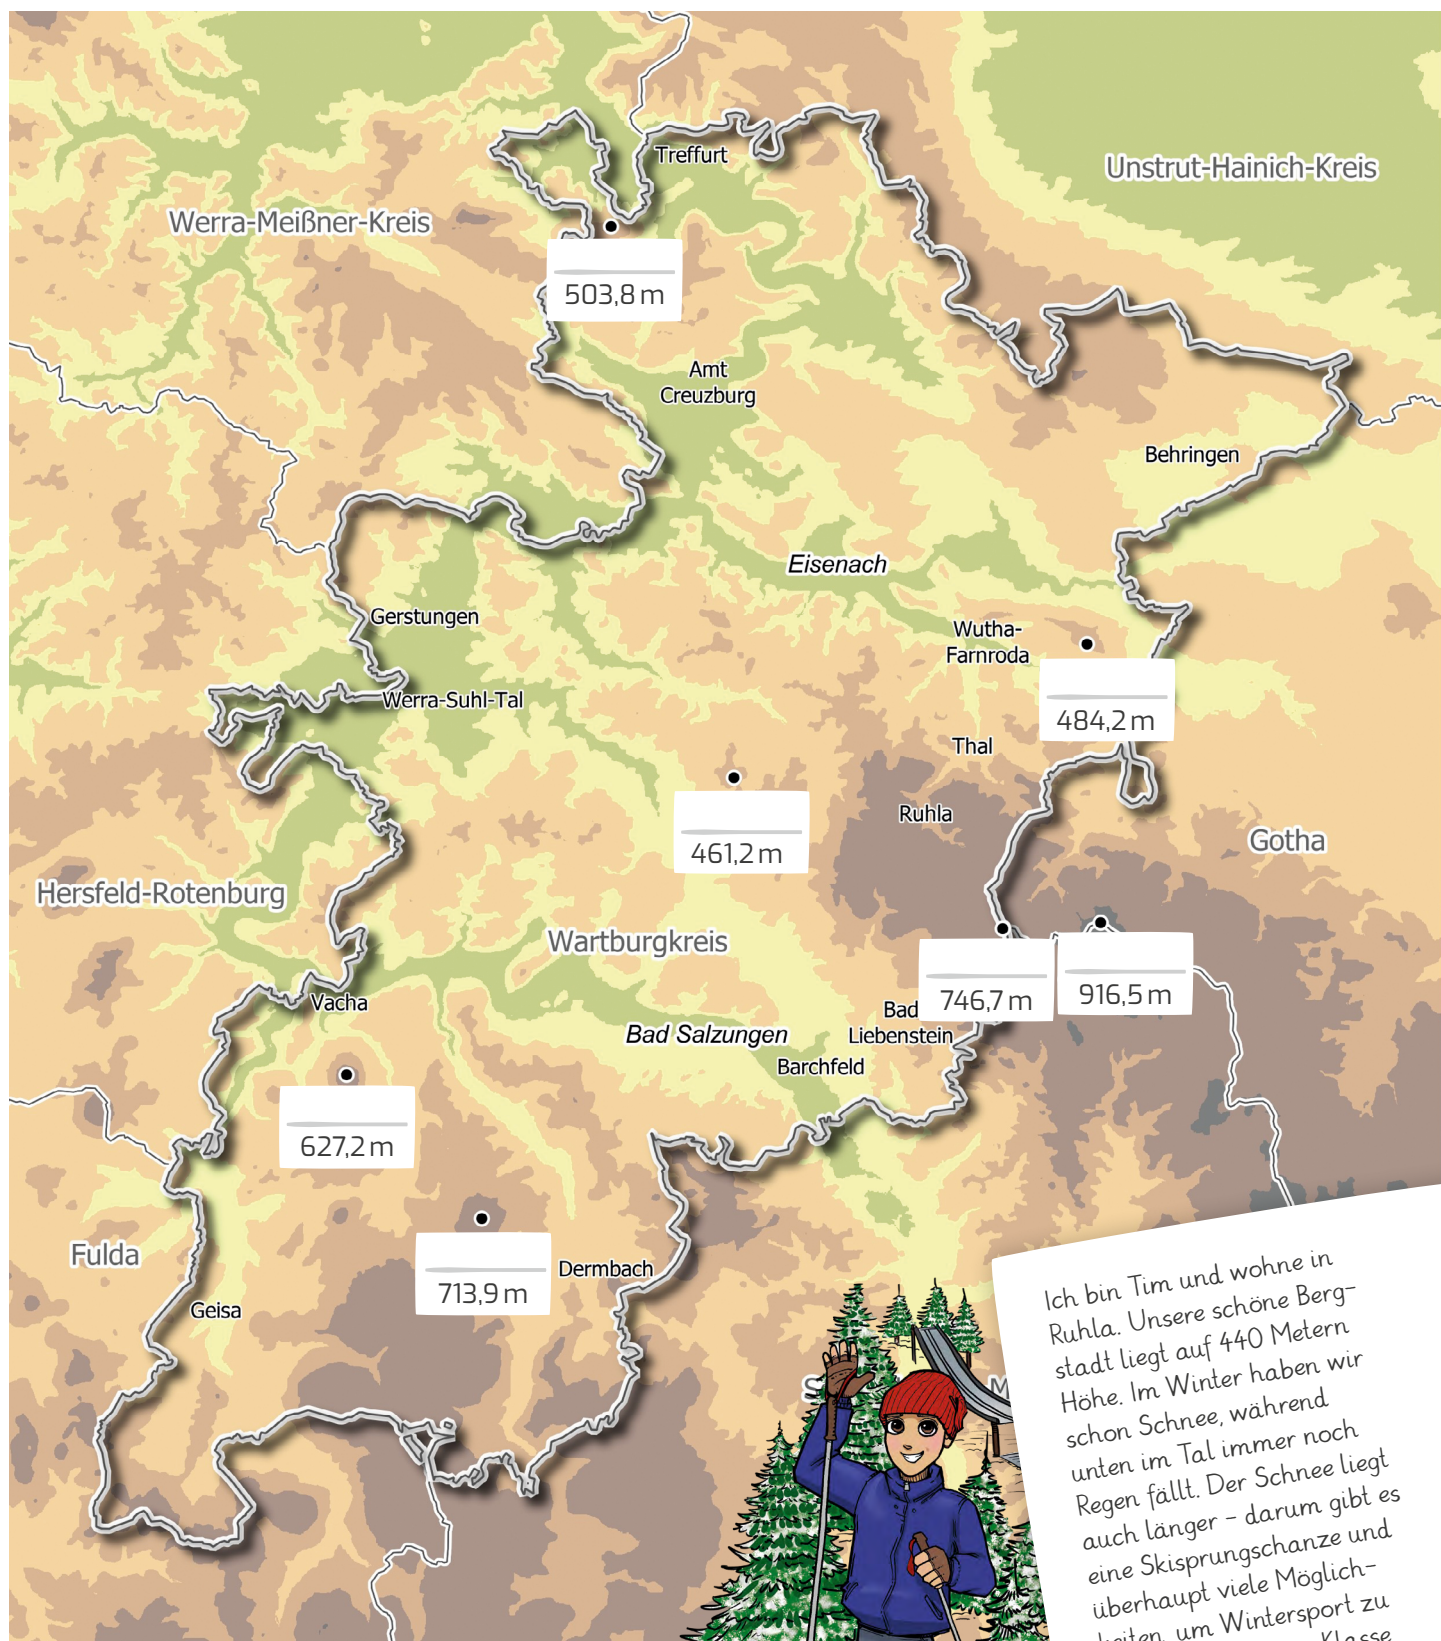 Treffurt
Unstrut-Hainich-Kreis
Werra-Meißner-Kreis
503,8 m
Amt
Creuzburg
Behringen
Eisenach
Gerstungen
Wutha-
Farnroda
Werra-Suhl-Tal
484,2 m
Thal
Ruhla
461,2 m
Gotha
Hersfeld-Rotenburg
Wartburgkreis
746,7 m
916,5 m
Vacha
Bad
Liebenstein
Bad Salzungen
Barchfeld
627,2 m
Fulda
Dermbach
713,9 m
Geisa
S
M
Ich bin Tim und wohne in
Ruhla. Unsere schöne Berg-
stadt liegt auf 440 Metern
Höhe. Im Winter haben wir
schon Schnee, während
unten im Tal immer noch
Regen fällt. Der Schnee liegt
auch länger – darum gibt es
eine Skisprungschanze und
überhaupt viele Möglich-
keiten, um Wintersport zu
Klasse